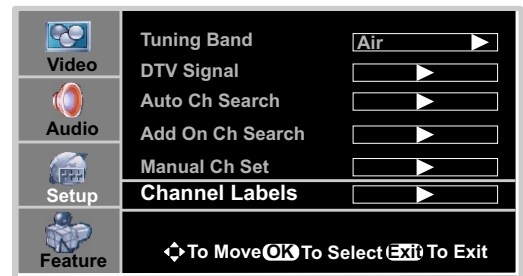 Video
Audio
Setup
Feature
Tuning Band Air
DTV Signal
Auto Ch Search
Add On Ch Search
Manual Ch Set
Channel Labels
To Move OK To Select Exit To Exit